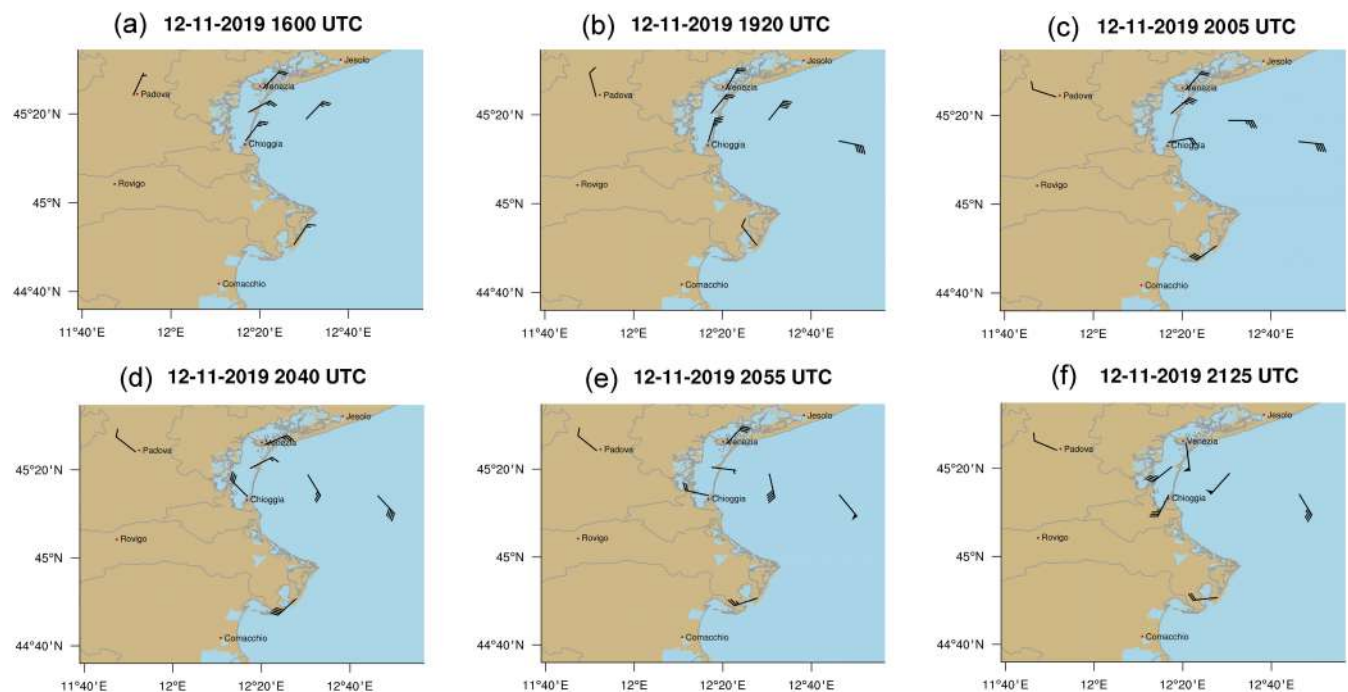 (a) 12-11-2019 1600 UTC
Jesolo
Venezia
Padova
45°20'N
Chioggia
Rovigo
45°N
Comacchio
44°40'N
11°40'E 12°E 12°20'E 12°40'E
(b) 12-11-2019 1920 UTC
Jesolo
Venezia
Padova
45°20'N
Chioggia
Rovigo
45°N
Comacchio
44°40'N
11°40'E 12°E 12°20'E 12°40'E
(c) 12-11-2019 2005 UTC
Jesolo
Venezia
Padova
45°20'N
Chioggia
Rovigo
45°N
Comacchio
44°40'N
11°40'E 12°E 12°20'E 12°40'E
(d) 12-11-2019 2040 UTC
Jesolo
Venezia
Padova
45°20'N
Chioggia
Rovigo
45°N
Comacchio
44°40'N
11°40'E 12°E 12°20'E 12°40'E
(e) 12-11-2019 2055 UTC
Jesolo
Venezia
Padova
45°20'N
Chioggia
Rovigo
45°N
Comacchio
44°40'N
11°40'E 12°E 12°20'E 12°40'E
(f) 12-11-2019 2125 UTC
Jesolo
Venezia
Padova
45°20'N
Chioggia
Rovigo
45°N
Comacchio
44°40'N
11°40'E 12°E 12°20'E 12°40'E